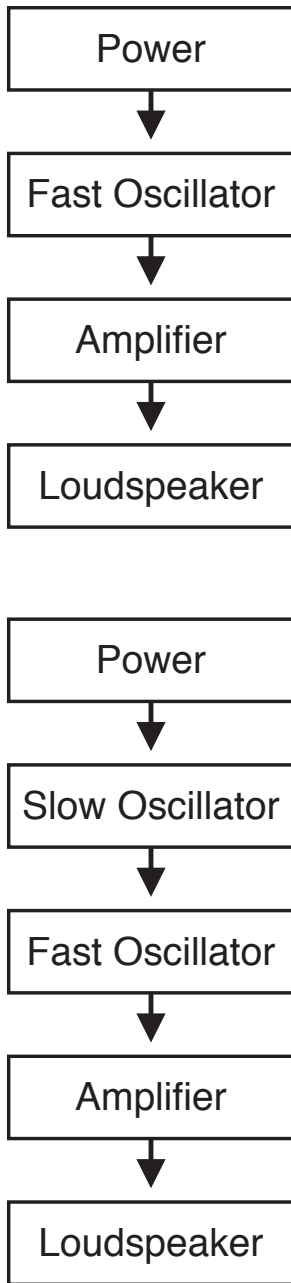 Power
Fast Oscillator
Amplifier
Loudspeaker
Power
Slow Oscillator
Fast Oscillator
Amplifier
Loudspeaker